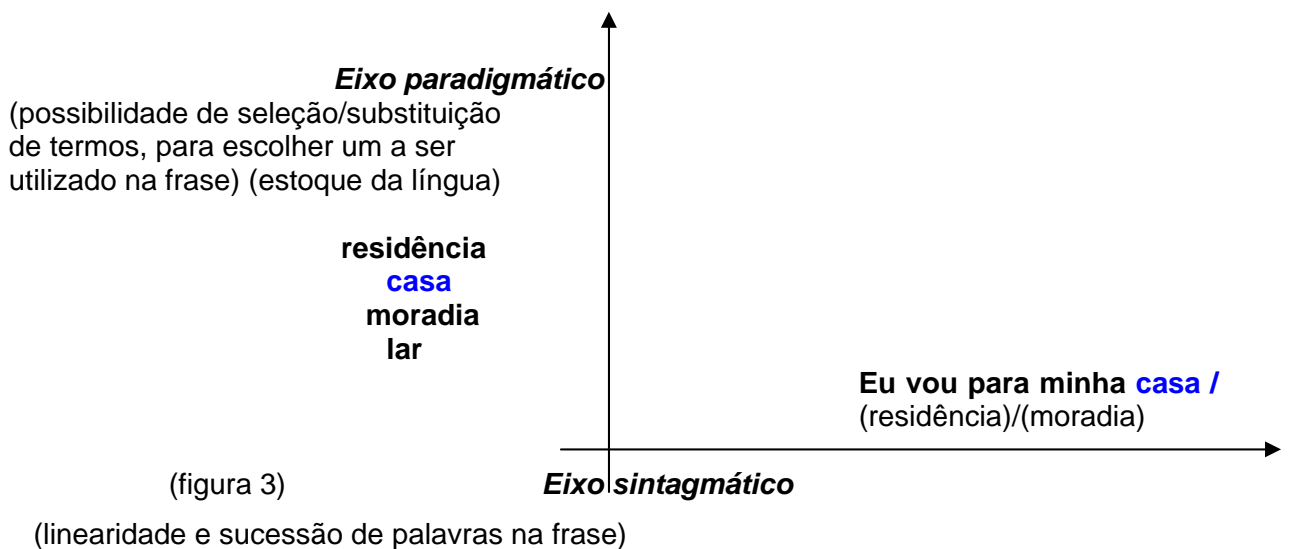 Eixo paradigmático
(possibilidade de seleção/substituição
de termos, para escolher um a ser
utilizado na frase) (estoque da língua)
residência
casa
moradia
lar
Eu vou para minha casa /
(residência)/(moradia)
(figura 3)
Eixo sintagmático
(linearidade e sucessão de palavras na frase)